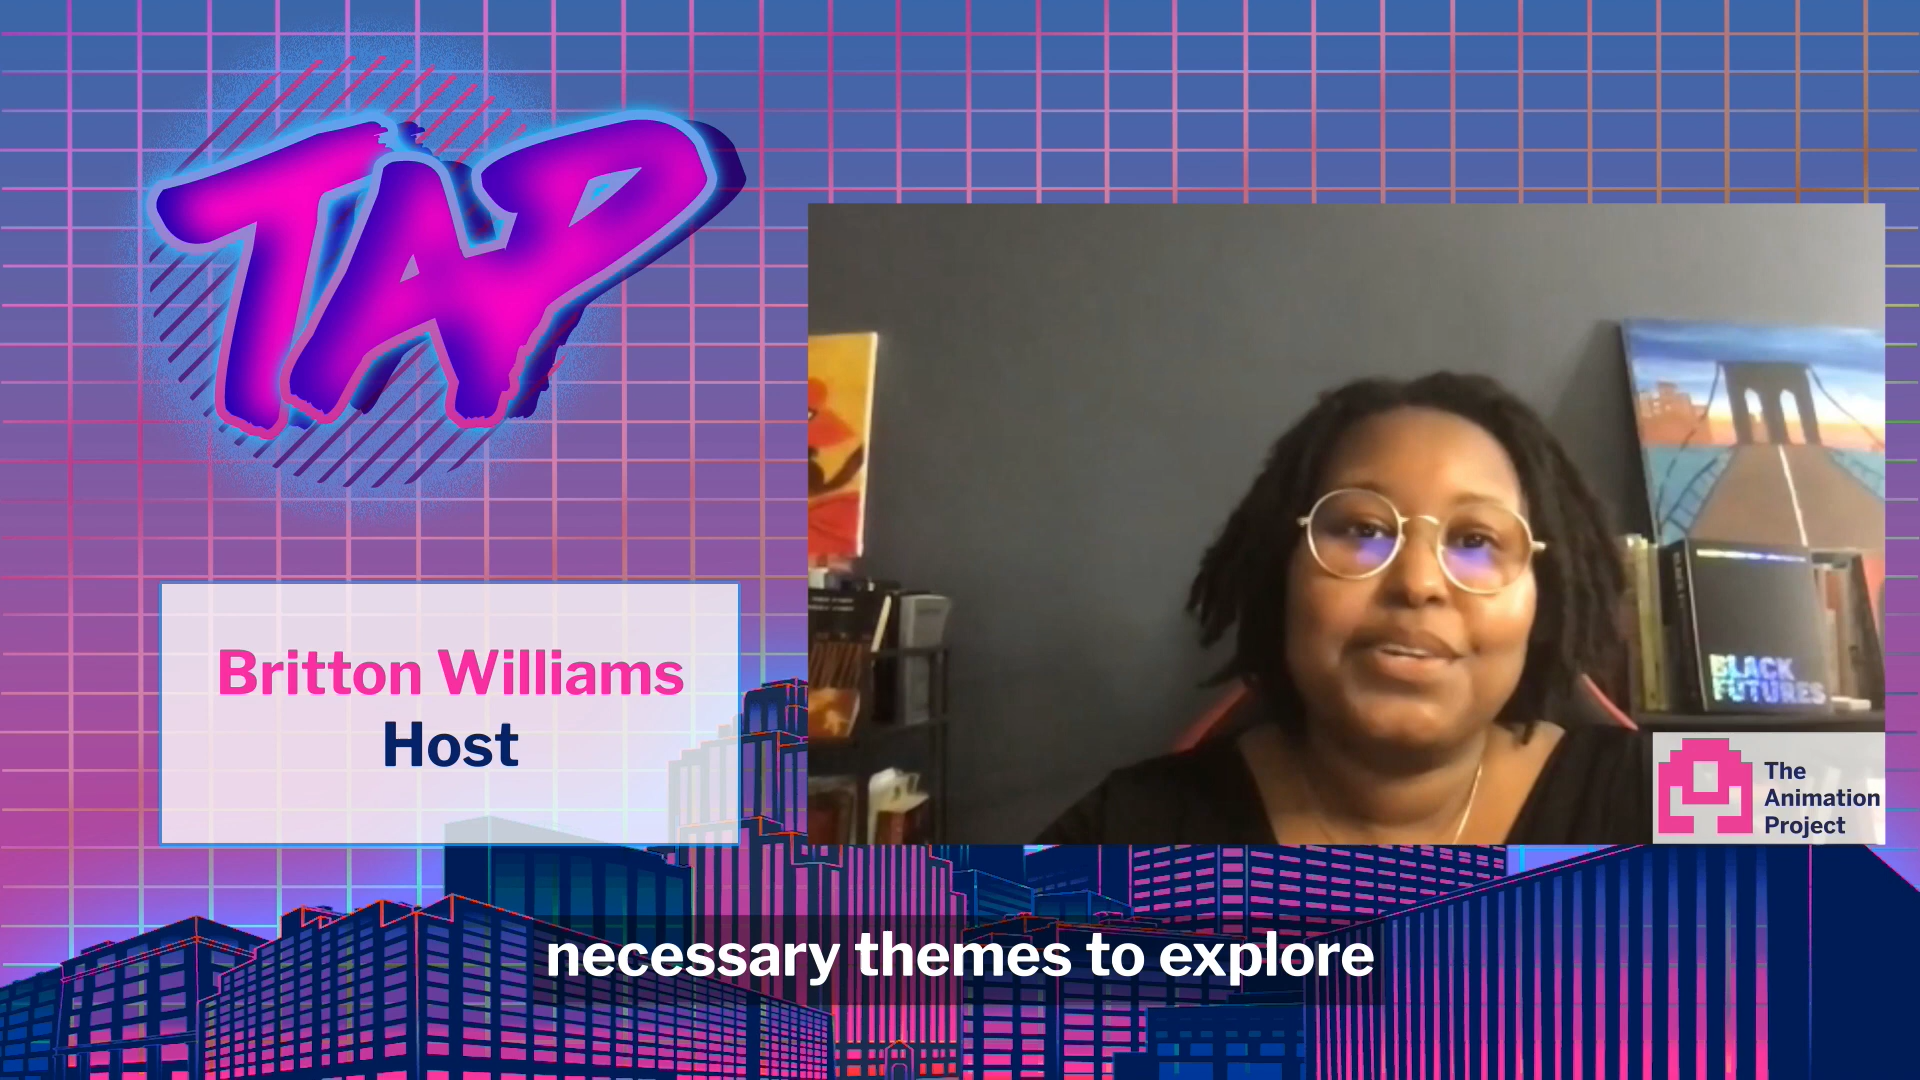 TAP
Britton Williams
Host
BLACK
FUTURES
The
Animation
Project
necessary themes to explore